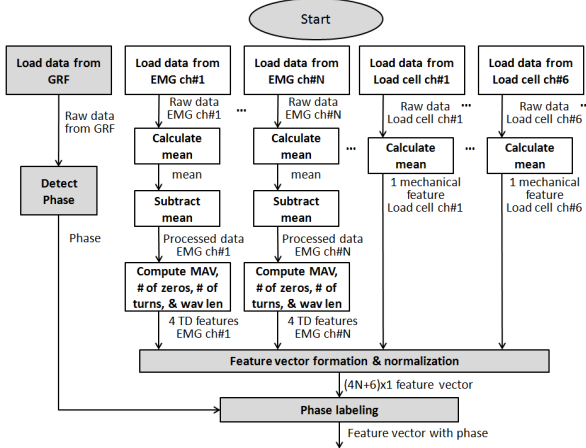 Start
Load data from
GRF
Load data from
EMG ch#1
Load data from
EMG ch#N
Load data from
Load cell ch#1
Load data from
Load cell ch#6
Raw data
from GRF
Raw data
EMG ch#1
...
Raw data
EMG ch#N
Raw data
Load cell ch#1
...
Raw data
Load cell ch#6
...
Calculate
mean
Calculate
mean
...
Calculate
mean
...
Calculate
mean
Detect
Phase
mean
mean
1 mechanical
feature
Load cell ch#1
1 mechanical
feature
Load cell ch#6
Subtract
mean
Subtract
mean
Phase
Processed data
EMG ch#1
Processed data
EMG ch#N
Compute MAV,
# of zeros, # of
turns, & wav len
Compute MAV,
# of zeros, # of
turns, & wav len
4 TD features
EMG ch#1
4 TD features
EMG ch#N
Feature vector formation & normalization
(4N+6)x1 feature vector
Phase labeling
Feature vector with phase